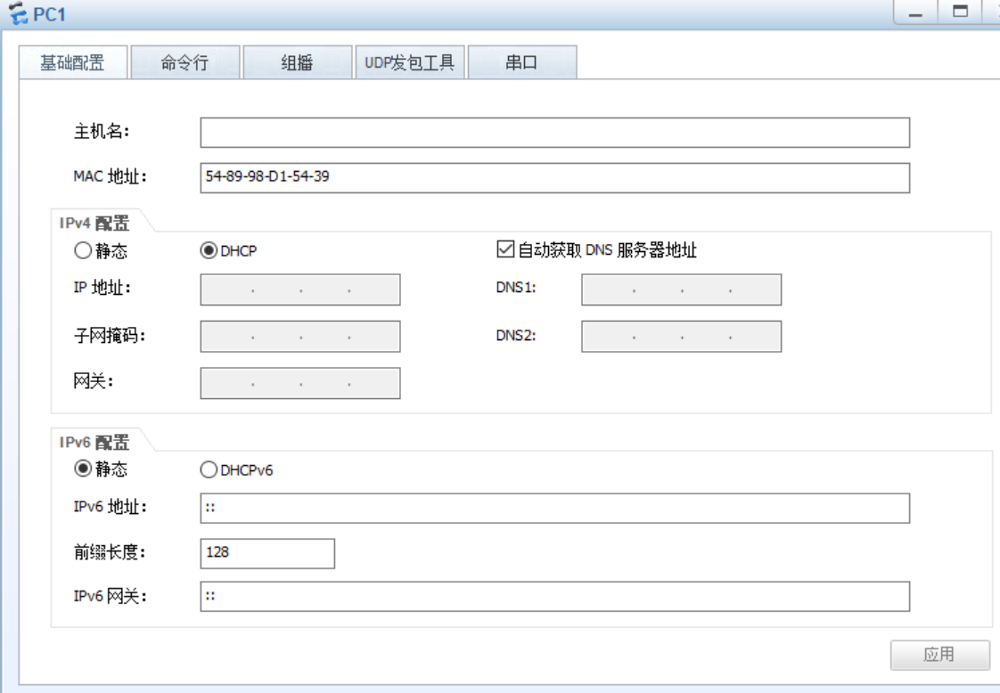 PC1
基础配置 命令行 组播 UDP发包工具 串口
主机名：
MAC 地址： 54-89-98-D1-54-39
IPv4 配置
静态 DHCP 自动获取 DNS 服务器地址
IP 地址： . . . DNS1: . . .
子网掩码： . . . DNS2: . . .
网关： . . .
IPv6 配置
静态 DHCPv6
IPv6 地址： ::
前缀长度： 128
IPv6 网关： ::
应用